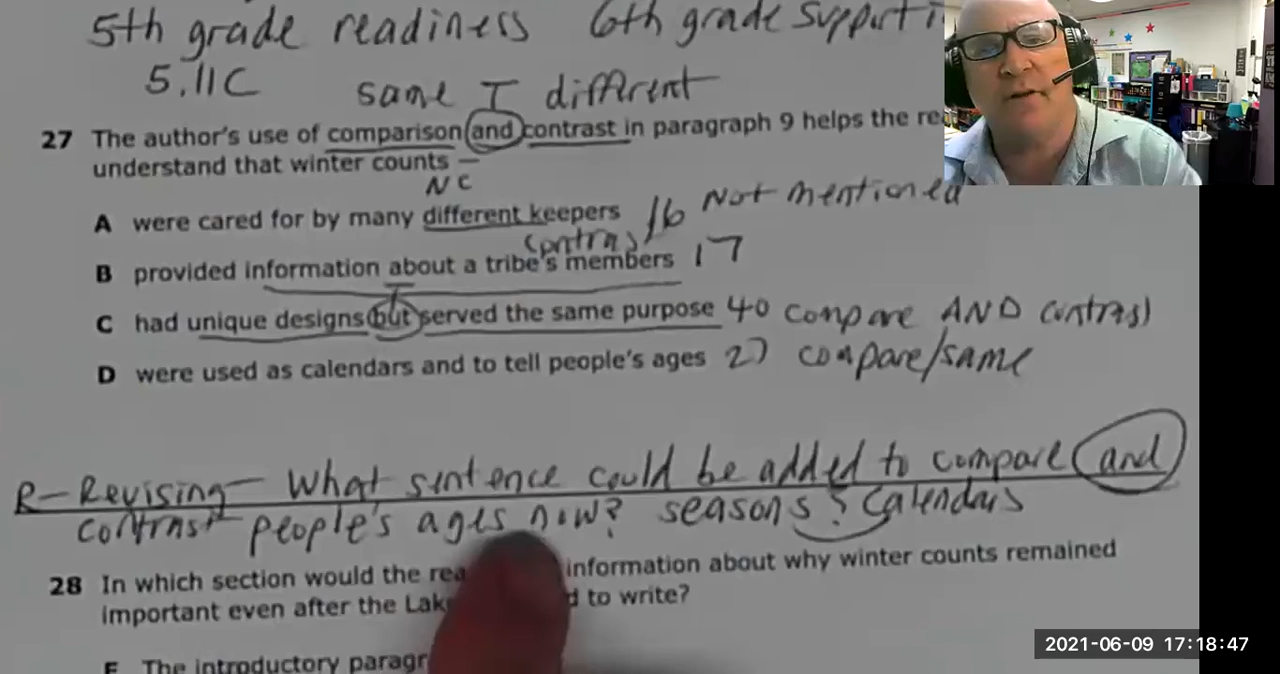 5th grade readiness 6th grade supporti
5.11C same I different
27 The author's use of comparison and contrast in paragraph 9 helps the re
understand that winter counts —
NC
A were cared for by many different keepers 16 Not mentioned
contras
B provided information about a tribe's members 17
C had unique designs but served the same purpose 40 compare AND contrast
D were used as calendars and to tell people's ages 27 compare/same
R-Revising- What sentence could be added to compare and
contrast people's ages now? seasons & calendars
28 In which section would the rea information about why winter counts remained
important even after the Lak d to write?
F The introductory paragr
2021-06-09 17:18:47